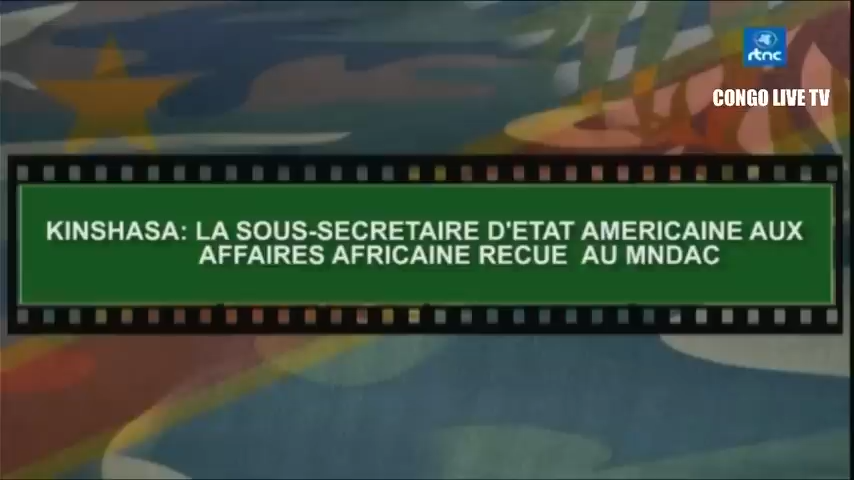 rtnc
CONGO LIVE TV
KINSHASA: LA SOUS-SECRETAIRE D'ETAT AMERICAINE AUX
AFFAIRES AFRICAINE RECUE AU MNDAC